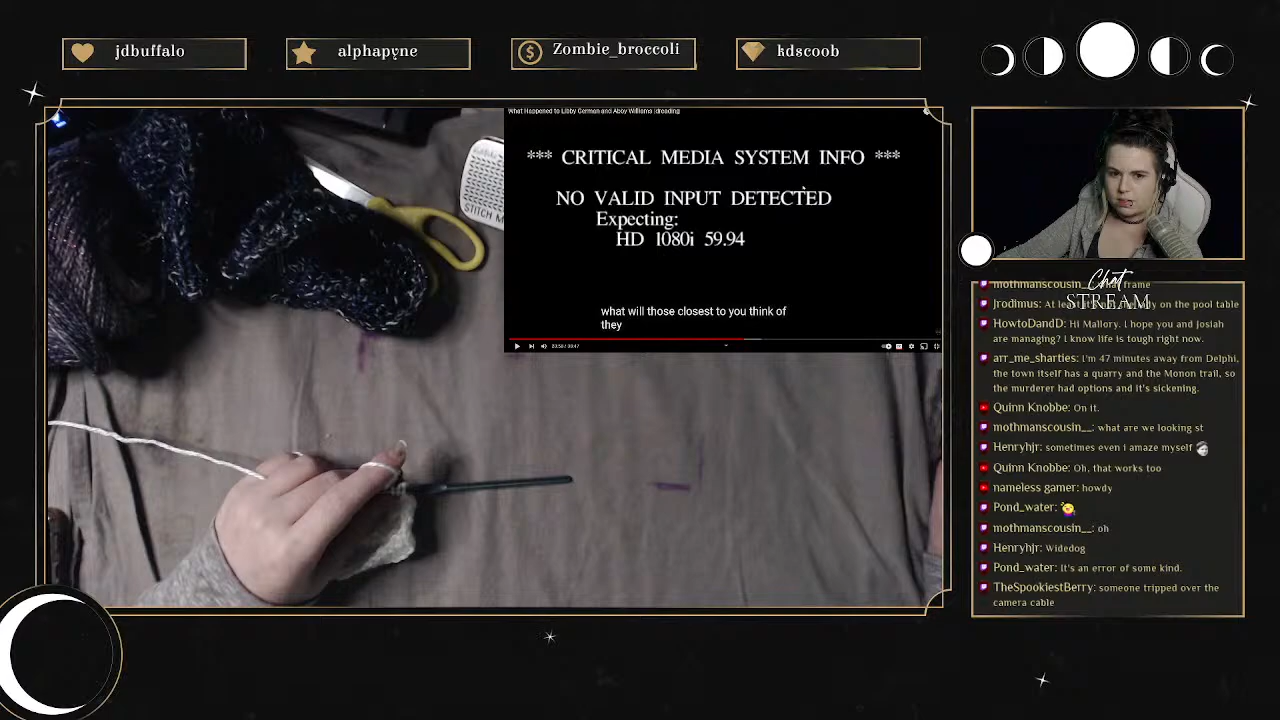 jdbuffalo
alphapyne
Zombie_broccoli
kdscoob
What Happened to Libby German and Abby Williams |dreading
*** CRITICAL MEDIA SYSTEM INFO ***
NO VALID INPUT DETECTED
Expecting:
HD 1080i 59.94
what will those closest to you think of
they
STITCH M
Chat
STREAM
frame
Jrodimus: At least it's
on the pool table
HowtoDandD: Hi Mallory. I hope you and Josiah
are managing? I know life is tough right now.
arr_me_sharties: I'm 47 minutes away from Delphi,
the town itself has a quarry and the Monon trail, so
the murderer had options and it's sickening.
Quinn Knobbe: On it.
mothmanscousin__: what are we looking st
Henryhjr: sometimes even i amaze myself
Quinn Knobbe: Oh, that works too
nameless gamer: howdy
Pond_water:
mothmanscousin__: oh
Henryhjr: Widedog
Pond_water: It's an error of some kind.
TheSpookiestBerry: someone tripped over the
camera cable